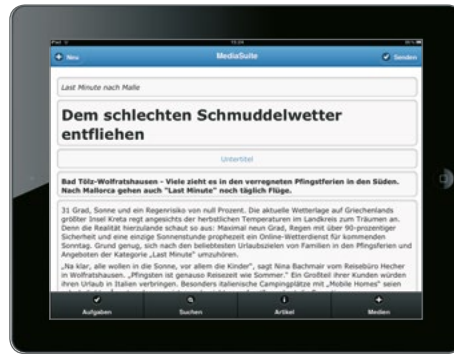 iPad
15:24
Neu
MediaSuite
Senden
Last Minute nach Malle
Dem schlechten Schmuddelwetter
entfliehen
Untertitel
Bad Tölz-Wolfratshausen - Viele zieht es in den verregneten Pfingstferien in den Süden.
Nach Mallorca gehen auch "Last Minute" noch täglich Flüge.
31 Grad, Sonne und ein Regenrisiko von null Prozent. Die aktuelle Wetterlage auf Griechenlands
größter Insel Kreta regt angesichts der herbstlichen Temperaturen im Landkreis zum Träumen an.
Denn die Realität hierzulande schaut so aus: Maximal neun Grad, Regen mit über 90-prozentiger
Sicherheit und eine einzige Sonnenstunde prophezeit ein Online-Wetterdienst für kommenden
Sonntag. Grund genug, sich nach den beliebtesten Urlaubszielen von Familien in den Pfingsferien und
Angeboten der Kategorie „Last Minute" umzuhören.
„Na klar, alle wollen in die Sonne, vor allem die Kinder", sagt Nina Bachmair vom Reisebüro Hecher
in Wolfratshausen. „Pfingsten ist genauso Reisezeit wie Sommer." Ein Großteil ihrer Kunden würden
ihren Urlaub in Italien verbringen. Besonders italienische Campingplätze mit „Mobile Homes" seien
Aufgaben
Suchen
Artikel
Medien